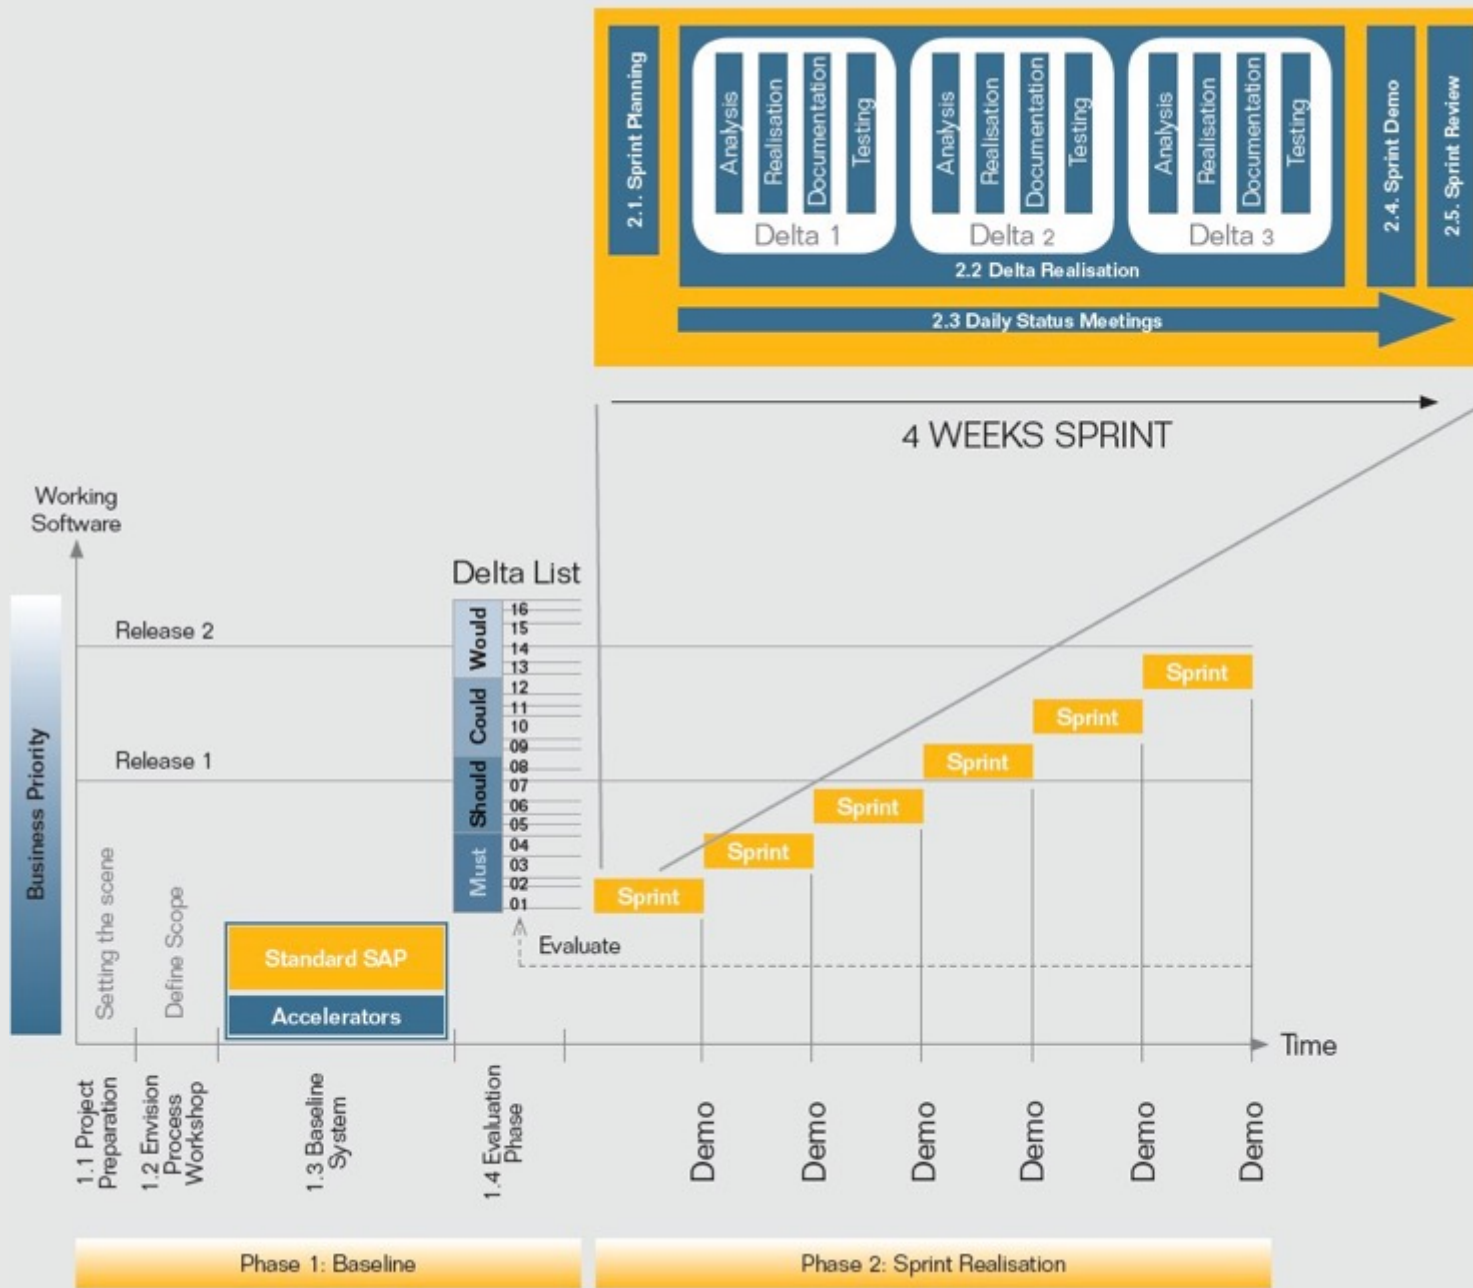 2.1. Sprint Planning
Analysis
Realisation
Documentation
Testing
Delta 1
Analysis
Realisation
Documentation
Testing
Delta 2
Analysis
Realisation
Documentation
Testing
Delta 3
2.2 Delta Realisation
2.3 Daily Status Meetings
2.4. Sprint Demo
2.5. Sprint Review
4 WEEKS SPRINT
Working
Software
Business Priority
Release 2
Release 1
Setting the scene
Define Scope
Standard SAP
Accelerators
Delta List
Would
Could
Should
Must
16
15
14
13
12
11
10
09
08
07
06
05
04
03
02
01
Evaluate
Sprint
Sprint
Sprint
Sprint
Sprint
Sprint
Time
1.1 Project
Preparation
1.2 Envision
Process
Workshop
1.3 Baseline
System
1.4 Evaluation
Phase
Demo
Demo
Demo
Demo
Demo
Demo
Phase 1: Baseline
Phase 2: Sprint Realisation